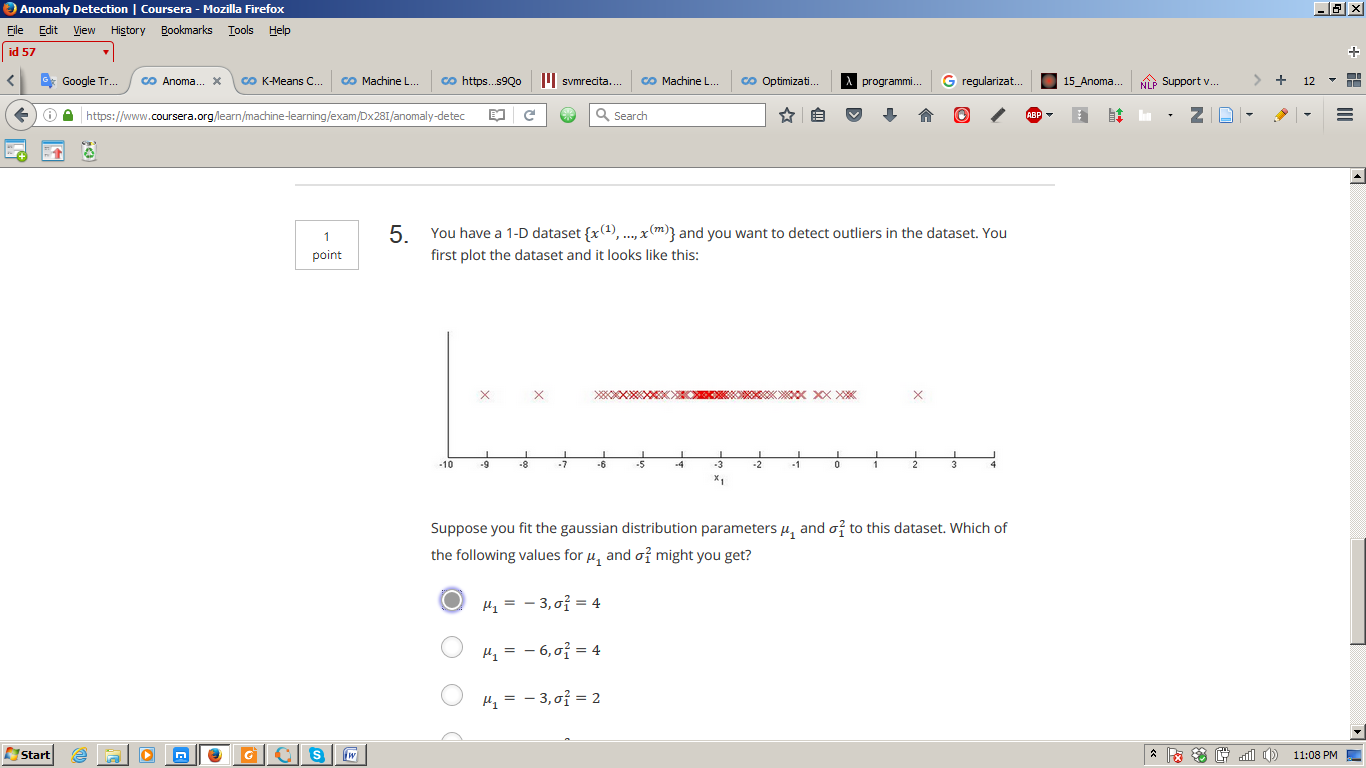 Anomaly Detection | Coursera - Mozilla Firefox
File Edit View History Bookmarks Tools Help
id 57
Google Tr... Anoma... K-Means C... Machine L... https...s9Qo svmrecita.... Machine L... Optimizati... programmi... regularizat... 15_Anoma... Support v... 12
https://www.coursera.org/learn/machine-learning/exam/Dx28I/anomaly-detec Search ABP
1
point
5. You have a 1-D dataset {x⁽¹⁾, ..., x⁽ᵐ⁾} and you want to detect outliers in the dataset. You
first plot the dataset and it looks like this:
-10 -9 -8 -7 -6 -5 -4 -3 -2 -1 0 1 2 3 4
x₁
Suppose you fit the gaussian distribution parameters μ₁ and σ₁² to this dataset. Which of
the following values for μ₁ and σ₁² might you get?
μ₁ = − 3, σ₁² = 4
μ₁ = − 6, σ₁² = 4
μ₁ = − 3, σ₁² = 2
Start 11:08 PM